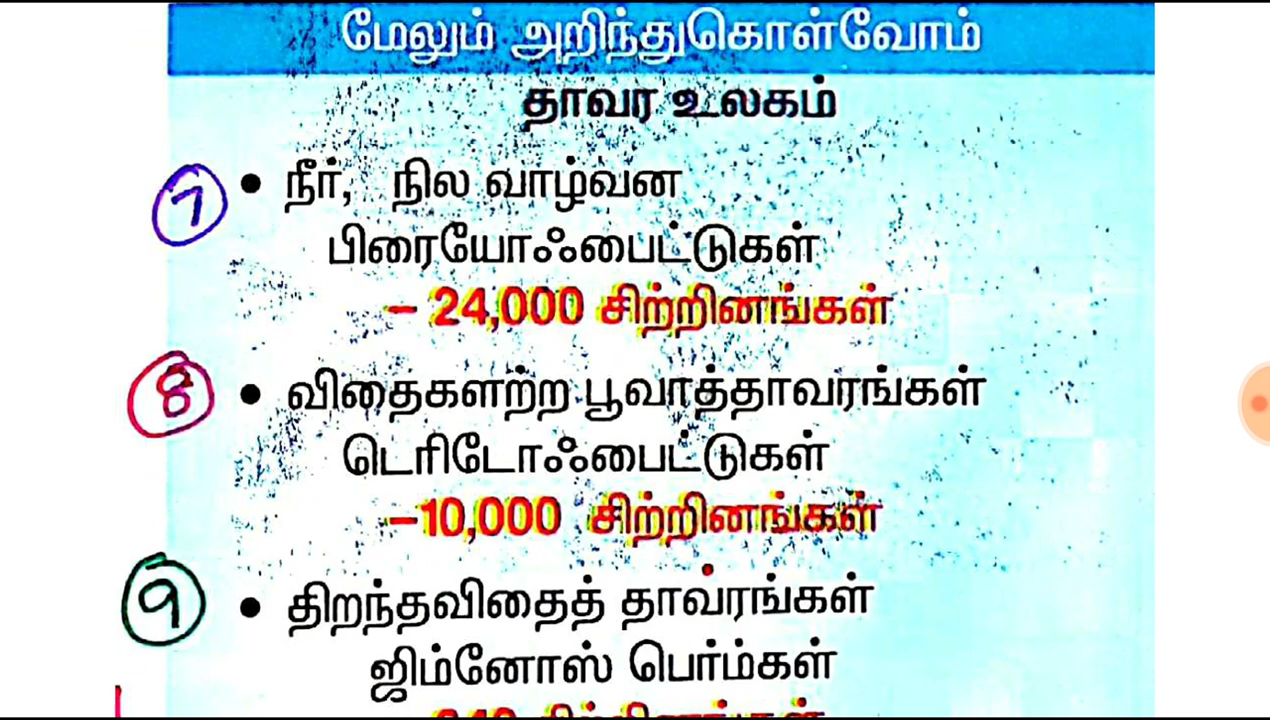 மேலும் அறிந்துகொள்வோம்
தாவர உலகம்
7 • நீர், நில வாழ்வன
பிரையோஃபைட்டுகள்
– 24,000 சிற்றினங்கள்
8 • விதைகளற்ற பூவாத்தாவரங்கள்
டெரிடோஃபைட்டுகள்
–10,000 சிற்றினங்கள்
9 • திறந்தவிதைத் தாவரங்கள்
ஜிம்னோஸ் பெர்ம்கள்